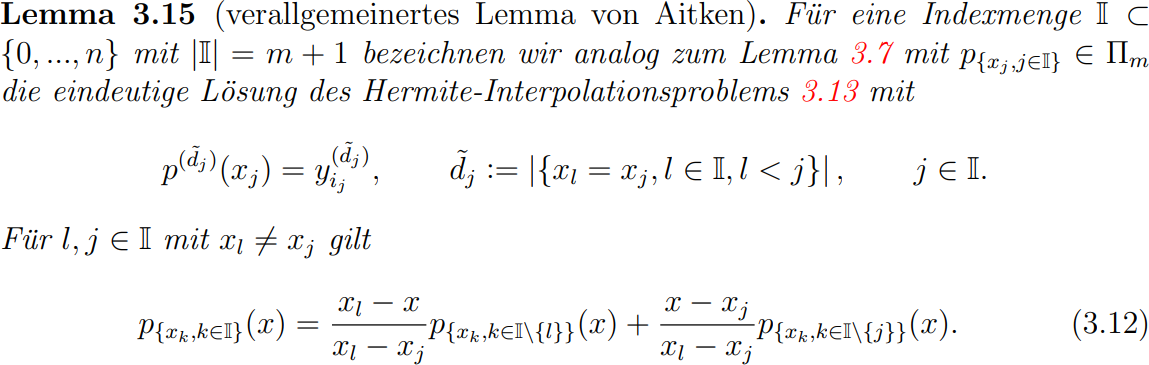 Lemma 3.15 (verallgemeinertes Lemma von Aitken). Für eine Indexmenge 𝕀 ⊂
{0, ..., n} mit |𝕀| = m + 1 bezeichnen wir analog zum Lemma 3.7 mit p_{{x_j, j∈𝕀}} ∈ Π_m
die eindeutige Lösung des Hermite-Interpolationsproblems 3.13 mit
p^{(d̃_j)}(x_j) = y_{i_j}^{(d̃_j)}, d̃_j := |{x_l = x_j, l ∈ 𝕀, l < j}|, j ∈ 𝕀.
Für l, j ∈ 𝕀 mit x_l ≠ x_j gilt
p_{{x_k, k∈𝕀}}(x) = \frac{x_l − x}{x_l − x_j} p_{{x_k, k∈𝕀\{l}}}(x) + \frac{x − x_j}{x_l − x_j} p_{{x_k, k∈𝕀\{j}}}(x). (3.12)